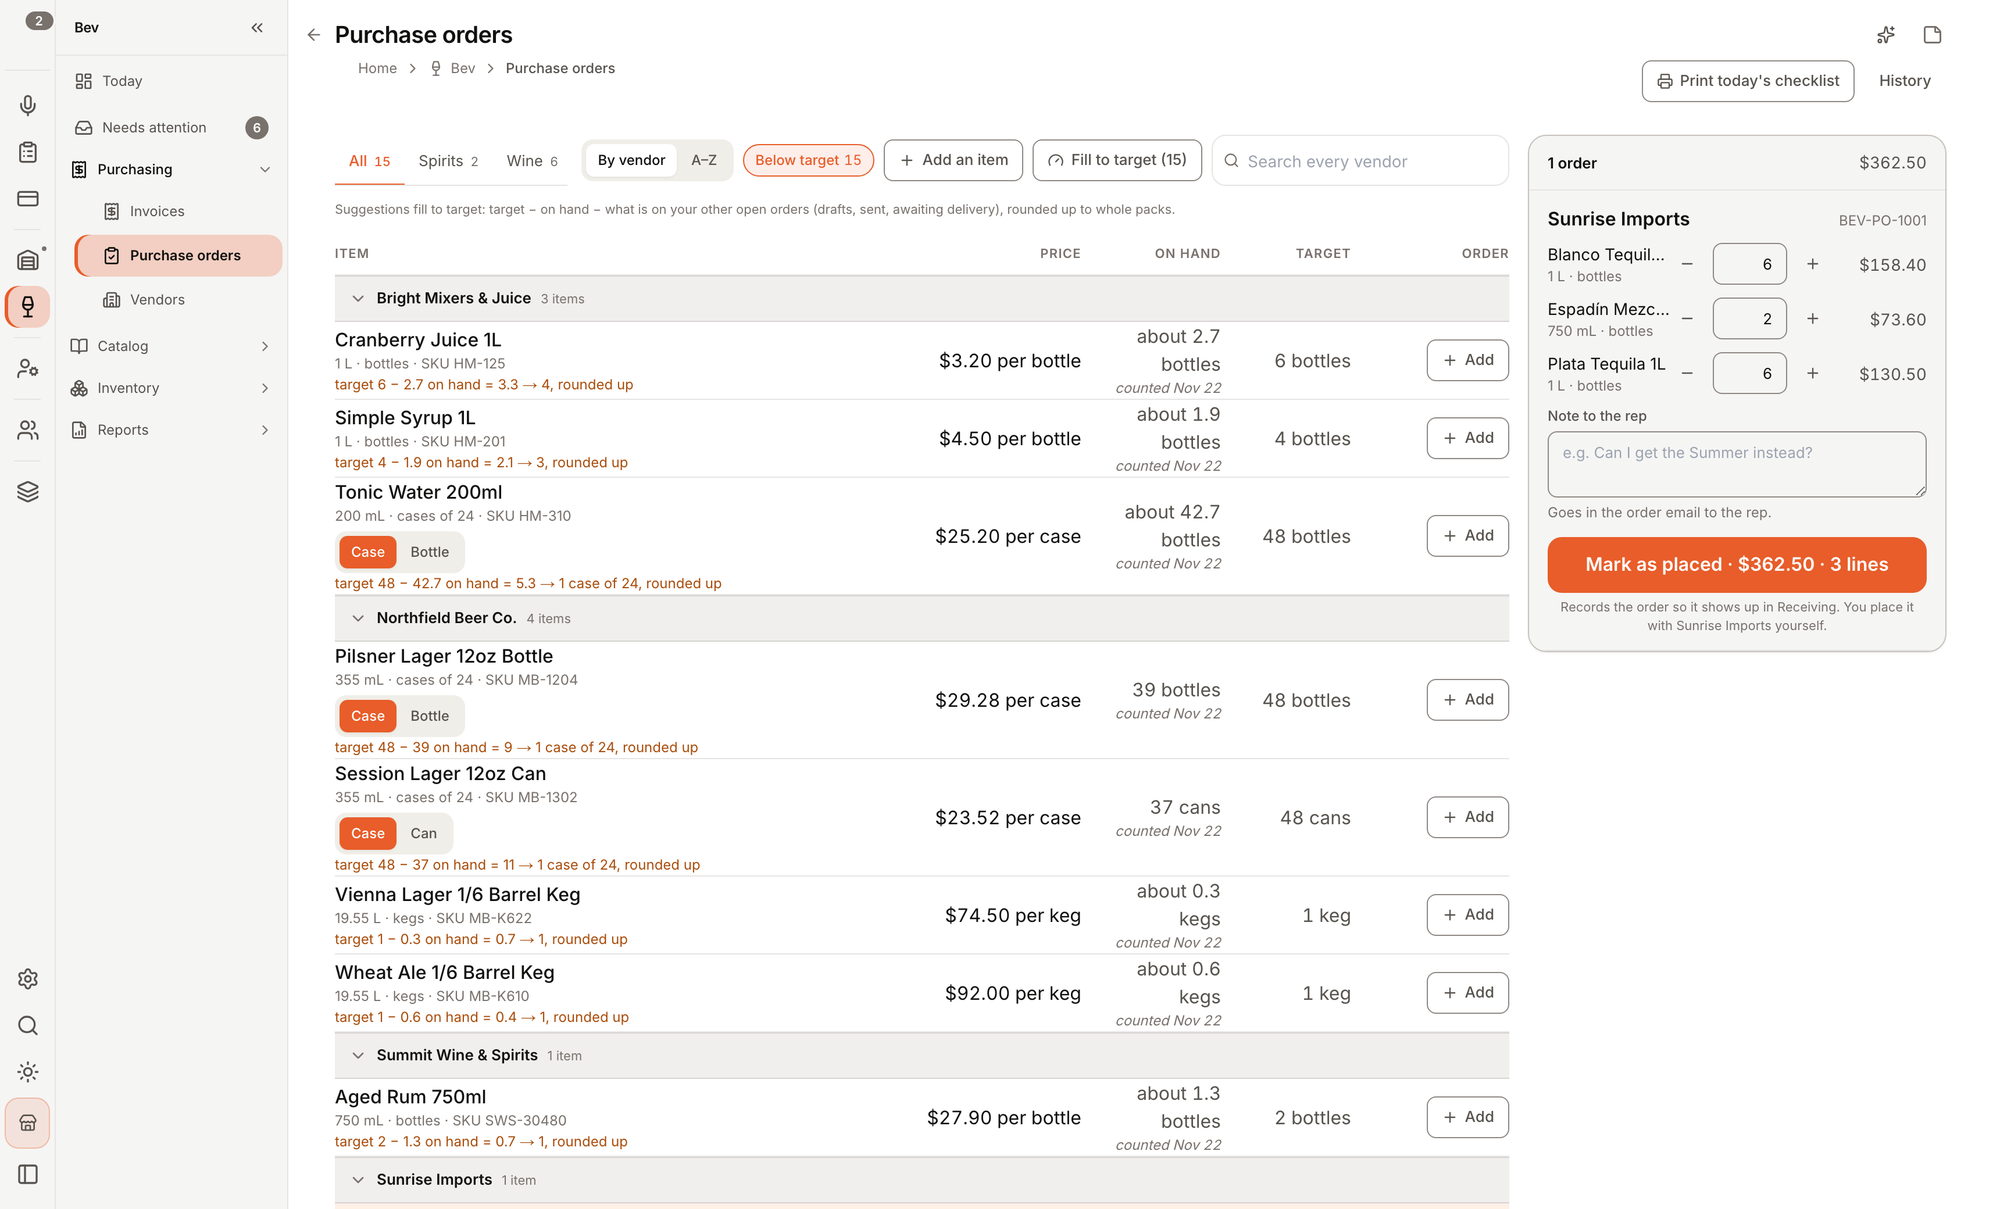 2
Bev
Today
Needs attention 6
Purchasing
Invoices
Purchase orders
Vendors
Catalog
Inventory
Reports
Purchase orders
Home
Bev
Purchase orders
Print today's checklist
History
All 15
Spirits 2
Wine 6
By vendor
A–Z
Below target 15
Add an item
Fill to target (15)
Search every vendor
Suggestions fill to target: target − on hand − what is on your other open orders (drafts, sent, awaiting delivery), rounded up to whole packs.
ITEM PRICE ON HAND TARGET ORDER
Bright Mixers & Juice 3 items
Cranberry Juice 1L
1 L · bottles · SKU HM-125
target 6 − 2.7 on hand = 3.3 → 4, rounded up
$3.20 per bottle
about 2.7
bottles
counted Nov 22
6 bottles
+ Add
Simple Syrup 1L
1 L · bottles · SKU HM-201
target 4 − 1.9 on hand = 2.1 → 3, rounded up
$4.50 per bottle
about 1.9
bottles
counted Nov 22
4 bottles
+ Add
Tonic Water 200ml
200 mL · cases of 24 · SKU HM-310
Case Bottle
target 48 − 42.7 on hand = 5.3 → 1 case of 24, rounded up
$25.20 per case
about 42.7
bottles
counted Nov 22
48 bottles
+ Add
Northfield Beer Co. 4 items
Pilsner Lager 12oz Bottle
355 mL · cases of 24 · SKU MB-1204
Case Bottle
target 48 − 39 on hand = 9 → 1 case of 24, rounded up
$29.28 per case
39 bottles
counted Nov 22
48 bottles
+ Add
Session Lager 12oz Can
355 mL · cases of 24 · SKU MB-1302
Case Can
target 48 − 37 on hand = 11 → 1 case of 24, rounded up
$23.52 per case
37 cans
counted Nov 22
48 cans
+ Add
Vienna Lager 1/6 Barrel Keg
19.55 L · kegs · SKU MB-K622
target 1 − 0.3 on hand = 0.7 → 1, rounded up
$74.50 per keg
about 0.3
kegs
counted Nov 22
1 keg
+ Add
Wheat Ale 1/6 Barrel Keg
19.55 L · kegs · SKU MB-K610
target 1 − 0.6 on hand = 0.4 → 1, rounded up
$92.00 per keg
about 0.6
kegs
counted Nov 22
1 keg
+ Add
Summit Wine & Spirits 1 item
Aged Rum 750ml
750 mL · bottles · SKU SWS-30480
target 2 − 1.3 on hand = 0.7 → 1, rounded up
$27.90 per bottle
about 1.3
bottles
counted Nov 22
2 bottles
+ Add
Sunrise Imports 1 item
1 order $362.50
Sunrise Imports BEV-PO-1001
Blanco Tequil... − 6 + $158.40
1 L · bottles
Espadín Mezc... − 2 + $73.60
750 mL · bottles
Plata Tequila 1L − 6 + $130.50
1 L · bottles
Note to the rep
e.g. Can I get the Summer instead?
Goes in the order email to the rep.
Mark as placed · $362.50 · 3 lines
Records the order so it shows up in Receiving. You place it
with Sunrise Imports yourself.